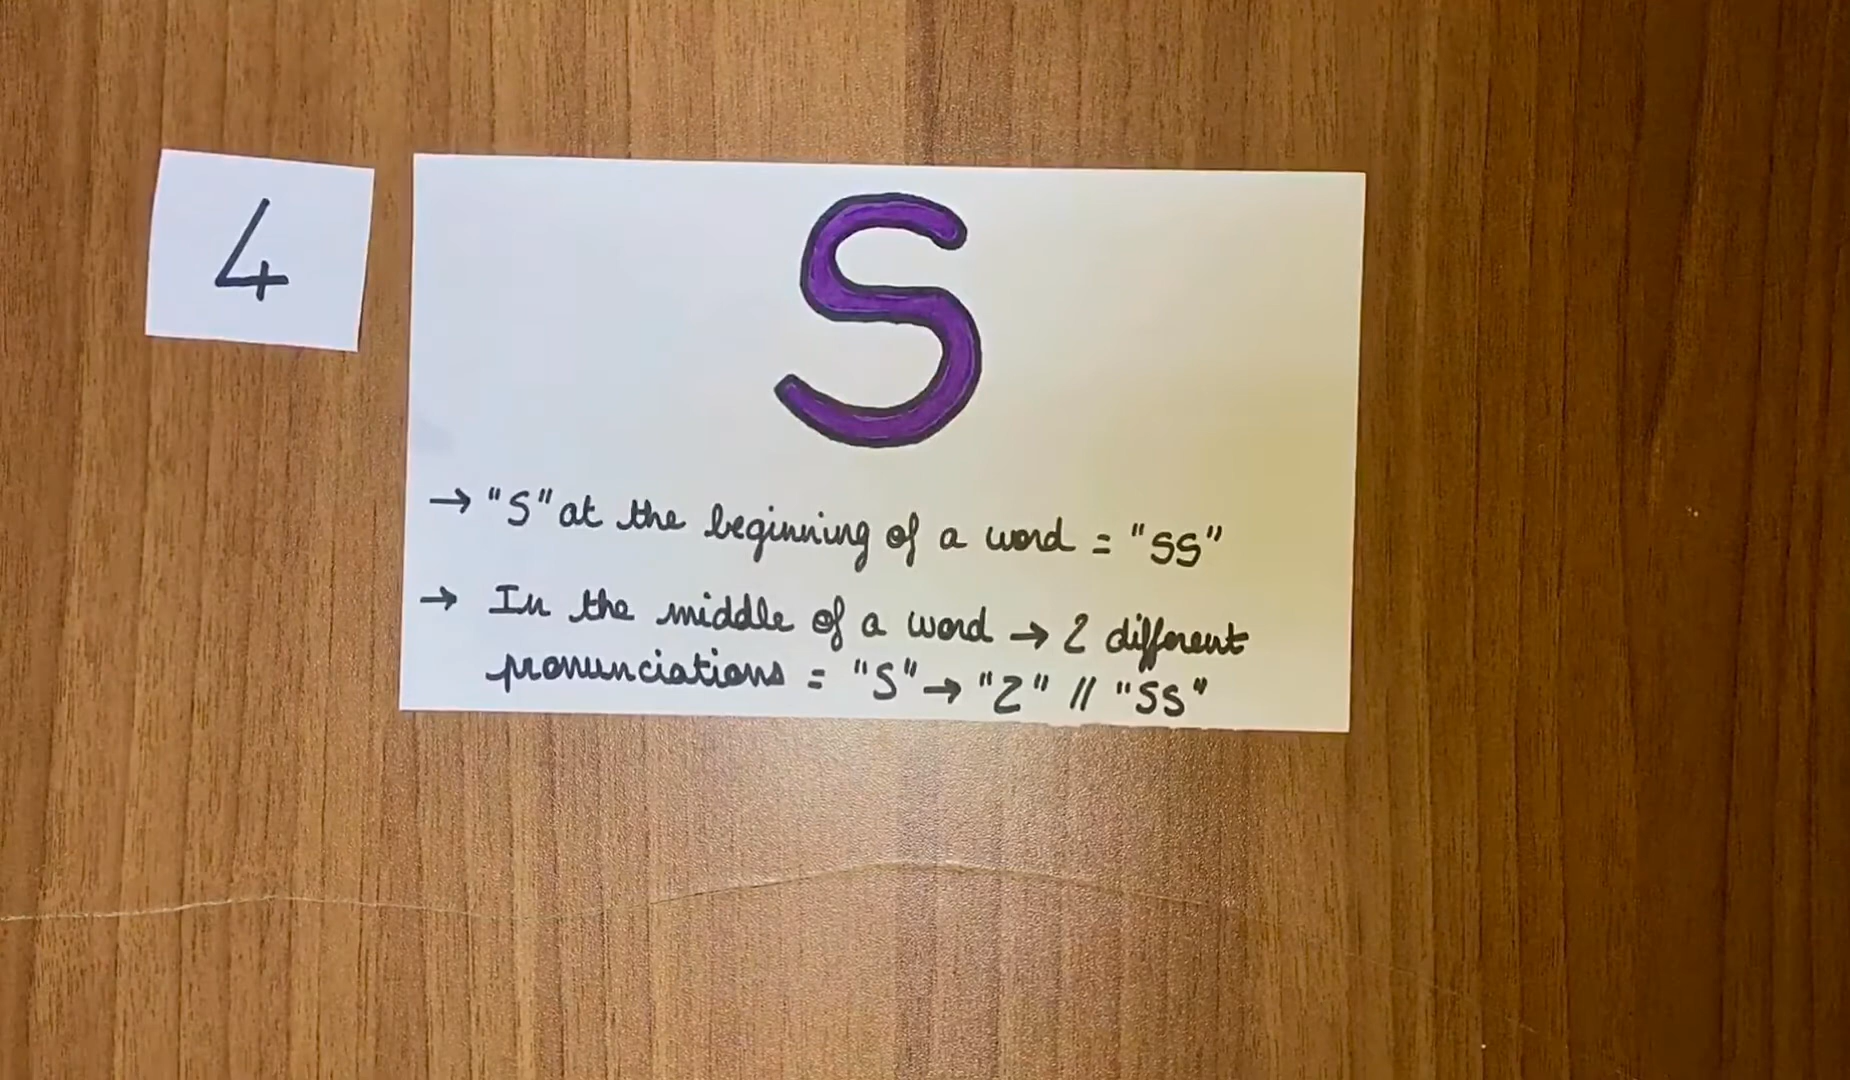 4
S
→ "S" at the beginning of a word = "SS"
→ In the middle of a word → 2 different
pronunciations = "S" → "Z" // "SS"